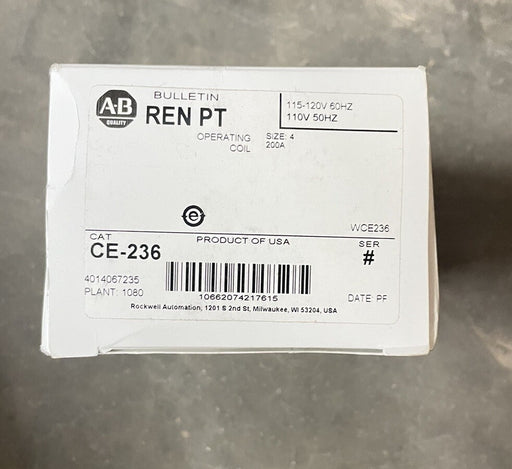 A-B
QUALITY
BULLETIN
REN PT
OPERATING
COIL
SIZE: 4
200A
115-120V 60HZ
110V 50HZ
e
WCE236
CAT
CE-236
PRODUCT OF USA
SER
#
4014067235
PLANT: 1080
10662074217615
DATE: PF
Rockwell Automation, 1201 S 2nd St, Milwaukee, WI 53204, USA